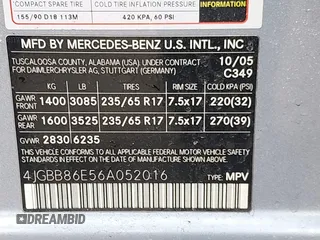 COMPACT SPARE TIRE COLD TIRE PRESSURE
155/90 D18 113M 420 KPA, 60 PSI
MFD BY MERCEDES-BENZ U.S. INTL., INC
TUSCALOOSA COUNTY, ALABAMA (USA) UNDER LICENSE 10/05
FOR DAIMLERCHRYSLER AG, STUTTGART (GERMANY) C349
KG LB TIRE SIZE RIM SIZE COLD KPA(PSI)
GAWR FRONT 1400 3085 235/65 R17 7.5x17 220(32)
GAWR REAR 1600 3525 235/65 R17 7.5x17 270(39)
GVWR 2830 6235
THIS VEHICLE CONFORMS TO ALL APPLICABLE FEDERAL MOTOR VEHICLE SAFETY STANDARDS IN EFFECT ON THE DATE OF MANUFACTURE SHOWN ABOVE.
4JGBB86E56A052016 TYPE: MPV
DREAMBID